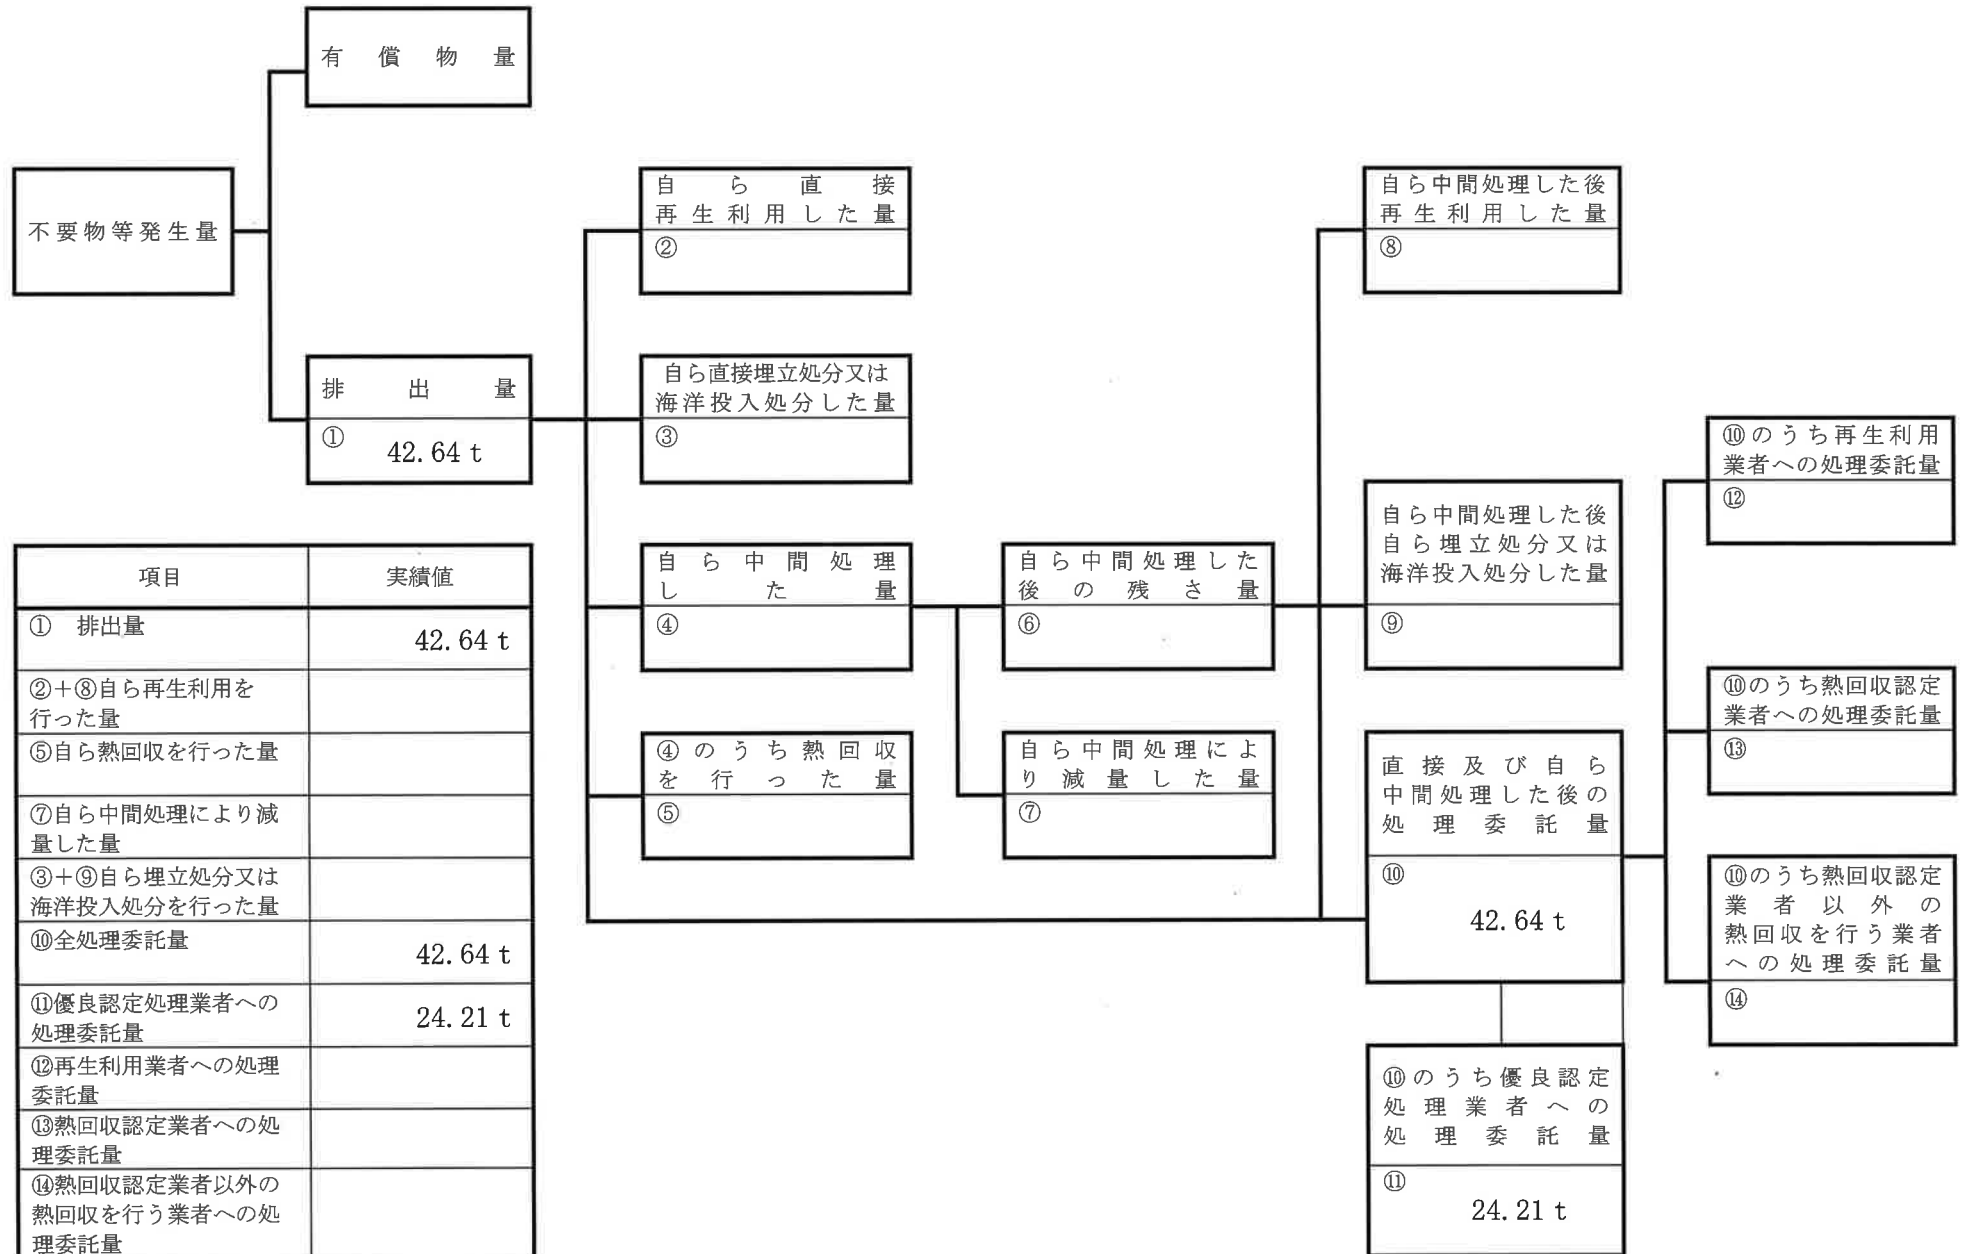 有償物量
不要物等発生量
排出量
① 42.64 t
自ら直接
再生利用した量
②
自ら直接埋立処分又は
海洋投入処分した量
③
自ら中間処理
した量
④
④のうち熱回収
を行った量
⑤
自ら中間処理した
後の残さ量
⑥
自ら中間処理によ
り減量した量
⑦
自ら中間処理した後
再生利用した量
⑧
自ら中間処理した後
自ら埋立処分又は
海洋投入処分した量
⑨
直接及び自ら
中間処理した後の
処理委託量
⑩
42.64 t
⑩のうち優良認定
処理業者への
処理委託量
⑪
24.21 t
⑩のうち再生利用
業者への処理委託量
⑫
⑩のうち熱回収認定
業者への処理委託量
⑬
⑩のうち熱回収認定
業者以外の
熱回収を行う業者
への処理委託量
⑭
項目 実績値
① 排出量 42.64 t
②+⑧自ら再生利用を
行った量
⑤自ら熱回収を行った量
⑦自ら中間処理により減
量した量
③+⑨自ら埋立処分又は
海洋投入処分を行った量
⑩全処理委託量 42.64 t
⑪優良認定処理業者への
処理委託量 24.21 t
⑫再生利用業者への処理
委託量
⑬熱回収認定業者への処
理委託量
⑭熱回収認定業者以外の
熱回収を行う業者への処
理委託量